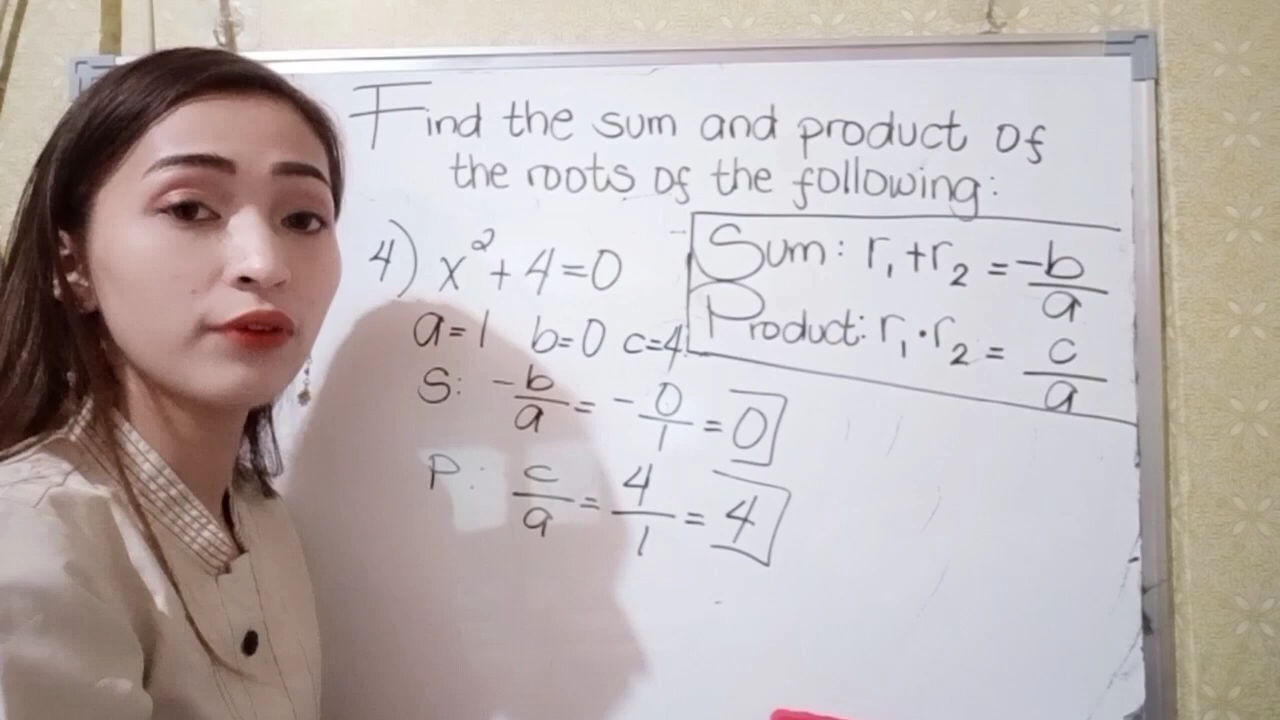 Find the sum and product of
the roots of the following:
4) x²+4=0
a=1 b=0 c=4
S: -b/a = -0/1 = 0
P: c/a = 4/1 = 4
Sum: r₁+r₂ = -b/a
Product: r₁·r₂ = c/a